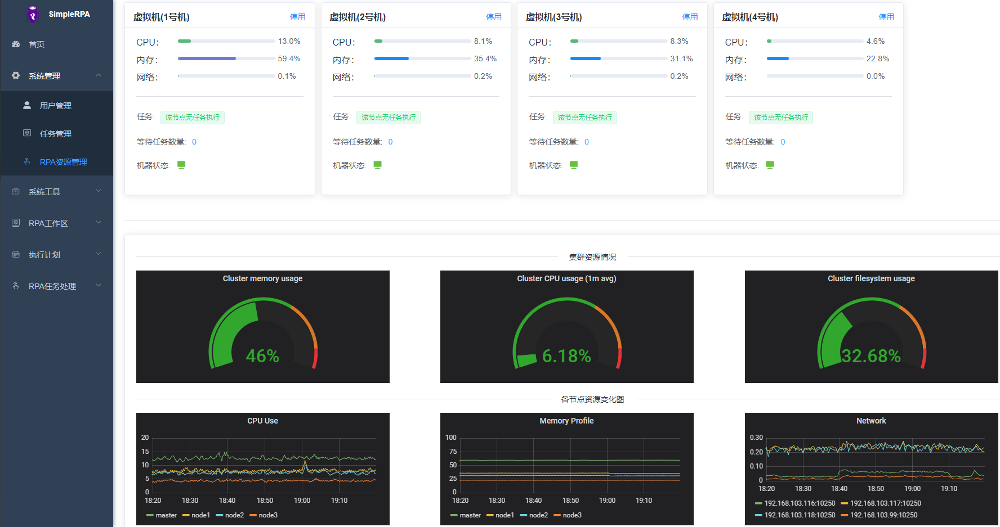 SimpleRPA
首页
系统管理
用户管理
任务管理
RPA资源管理
系统工具
RPA工作区
执行计划
RPA任务处理
虚拟机(1号机) 停用
CPU: 13.0%
内存: 59.4%
网络: 0.1%
任务: 该节点无任务执行
等待任务数量: 0
机器状态:
虚拟机(2号机) 停用
CPU: 8.1%
内存: 35.4%
网络: 0.2%
任务: 该节点无任务执行
等待任务数量: 0
机器状态:
虚拟机(3号机) 停用
CPU: 8.3%
内存: 31.1%
网络: 0.2%
任务: 该节点无任务执行
等待任务数量: 0
机器状态:
虚拟机(4号机) 停用
CPU: 4.6%
内存: 22.8%
网络: 0.0%
任务: 该节点无任务执行
等待任务数量: 0
机器状态:
集群资源情况
Cluster memory usage
46%
Cluster CPU usage (1m avg)
6.18%
Cluster filesystem usage
32.68%
各节点资源变化图
CPU Use
20
15
10
5
0
18:20 18:30 18:40 18:50 19:00 19:10
master node1 node2 node3
Memory Profile
100
75
50
25
0
18:20 18:30 18:40 18:50 19:00 19:10
master node1 node2 node3
Network
0.30
0.20
0.10
0
18:20 18:30 18:40 18:50 19:00 19:10
192.168.103.116:10250 192.168.103.117:10250
192.168.103.118:10250 192.168.103.99:10250